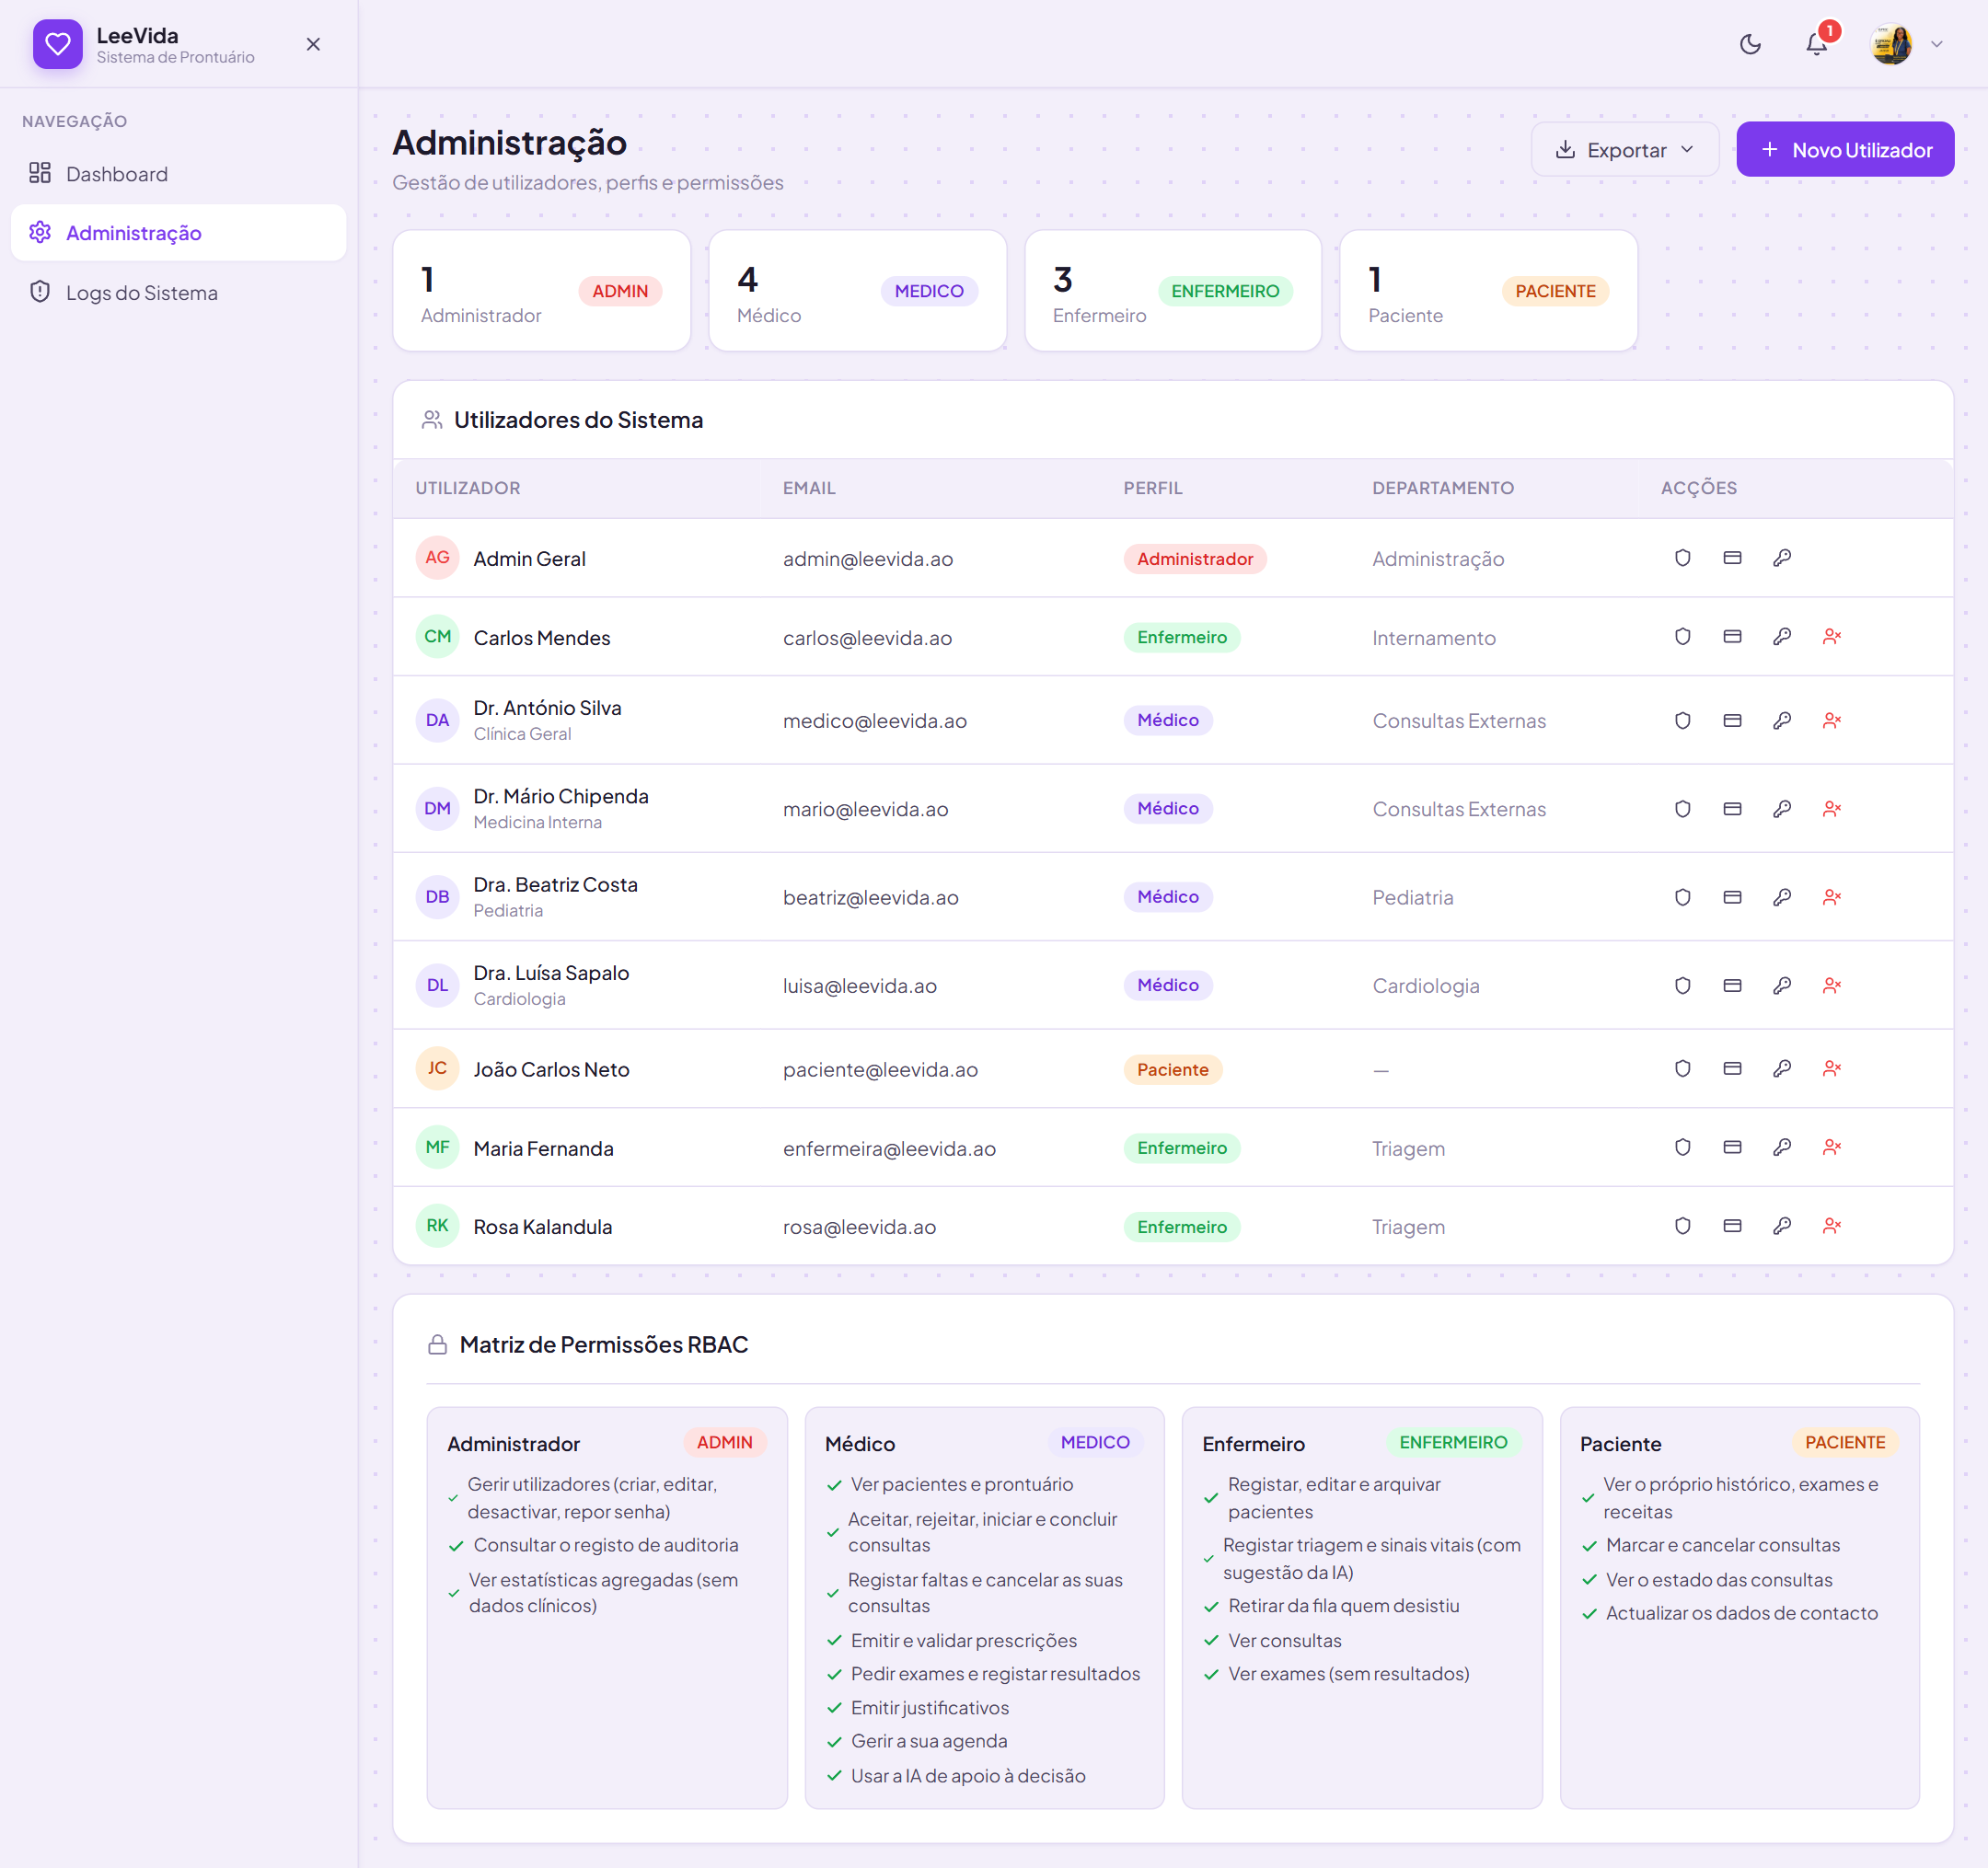 LeeVida
Sistema de Prontuário
NAVEGAÇÃO
Dashboard
Administração
Logs do Sistema
1
Administração
Gestão de utilizadores, perfis e permissões
Exportar
Novo Utilizador
1
Administrador
ADMIN
4
Médico
MEDICO
3
Enfermeiro
ENFERMEIRO
1
Paciente
PACIENTE
Utilizadores do Sistema
UTILIZADOR EMAIL PERFIL DEPARTAMENTO ACÇÕES
AG Admin Geral admin@leevida.ao Administrador Administração
CM Carlos Mendes carlos@leevida.ao Enfermeiro Internamento
DA Dr. António Silva medico@leevida.ao Médico Consultas Externas
Clínica Geral
DM Dr. Mário Chipenda mario@leevida.ao Médico Consultas Externas
Medicina Interna
DB Dra. Beatriz Costa beatriz@leevida.ao Médico Pediatria
Pediatria
DL Dra. Luísa Sapalo luisa@leevida.ao Médico Cardiologia
Cardiologia
JC João Carlos Neto paciente@leevida.ao Paciente —
MF Maria Fernanda enfermeira@leevida.ao Enfermeiro Triagem
RK Rosa Kalandula rosa@leevida.ao Enfermeiro Triagem
Matriz de Permissões RBAC
Administrador ADMIN
Gerir utilizadores (criar, editar,
desactivar, repor senha)
Consultar o registo de auditoria
Ver estatísticas agregadas (sem
dados clínicos)
Médico MEDICO
Ver pacientes e prontuário
Aceitar, rejeitar, iniciar e concluir
consultas
Registar faltas e cancelar as suas
consultas
Emitir e validar prescrições
Pedir exames e registar resultados
Emitir justificativos
Gerir a sua agenda
Usar a IA de apoio à decisão
Enfermeiro ENFERMEIRO
Registar, editar e arquivar
pacientes
Registar triagem e sinais vitais (com
sugestão da IA)
Retirar da fila quem desistiu
Ver consultas
Ver exames (sem resultados)
Paciente PACIENTE
Ver o próprio histórico, exames e
receitas
Marcar e cancelar consultas
Ver o estado das consultas
Actualizar os dados de contacto